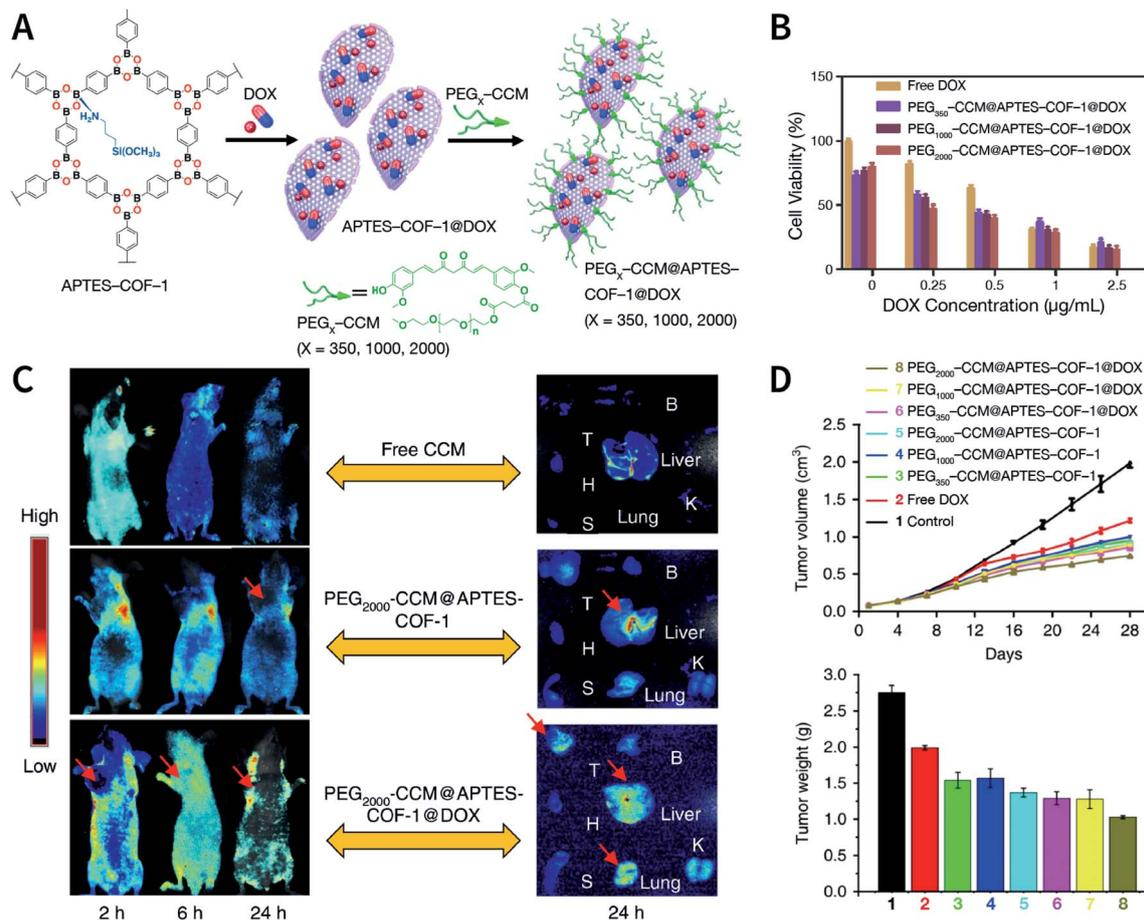 A
B
B
B
O
O
O
B
B
B
O
O
O
B
B
B
O
O
O
B
B
B
O
O
O
B
B
B
O
O
O
B
B
B
O
O
O
H₂N
Si(OCH₃)₃
APTES–COF–1
DOX
APTES–COF–1@DOX
PEGₓ–CCM
PEGₓ–CCM@APTES–
COF–1@DOX
(X = 350, 1000, 2000)
=
O
O
HO
O
O
O
O
O
O
O
O
O
n
PEGₓ–CCM
(X = 350, 1000, 2000)
B
Free DOX
PEG₃₅₀–CCM@APTES–COF–1@DOX
PEG₁₀₀₀–CCM@APTES–COF–1@DOX
PEG₂₀₀₀–CCM@APTES–COF–1@DOX
Cell Viability (%)
150
100
50
0
0 0.25 0.5 1 2.5
DOX Concentration (µg/mL)
C
High
Low
Free CCM
PEG₂₀₀₀-CCM@APTES-
COF-1
PEG₂₀₀₀-CCM@APTES-
COF-1@DOX
B
T
Liver
H
K
S Lung
B
T
Liver
H
K
S Lung
B
T
Liver
H
K
S Lung
2 h 6 h 24 h
24 h
D
8 PEG₂₀₀₀–CCM@APTES–COF–1@DOX
7 PEG₁₀₀₀–CCM@APTES–COF–1@DOX
6 PEG₃₅₀–CCM@APTES–COF–1@DOX
5 PEG₂₀₀₀–CCM@APTES–COF–1
4 PEG₁₀₀₀–CCM@APTES–COF–1
3 PEG₃₅₀–CCM@APTES–COF–1
2 Free DOX
1 Control
Tumor volume (cm³)
2.5
2.0
1.5
1.0
0.5
0.0
0 4 8 12 16 20 24 28
Days
Tumor weight (g)
3.0
2.5
2.0
1.5
1.0
0.5
0.0
1 2 3 4 5 6 7 8